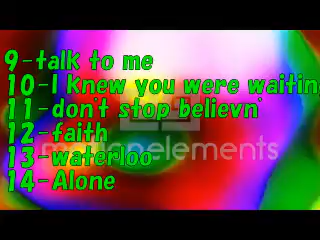 9-talk to me
10-I knew you were waitin
11-don't stop believn'
12-faith
13-waterloo
motionelements
14-Alone